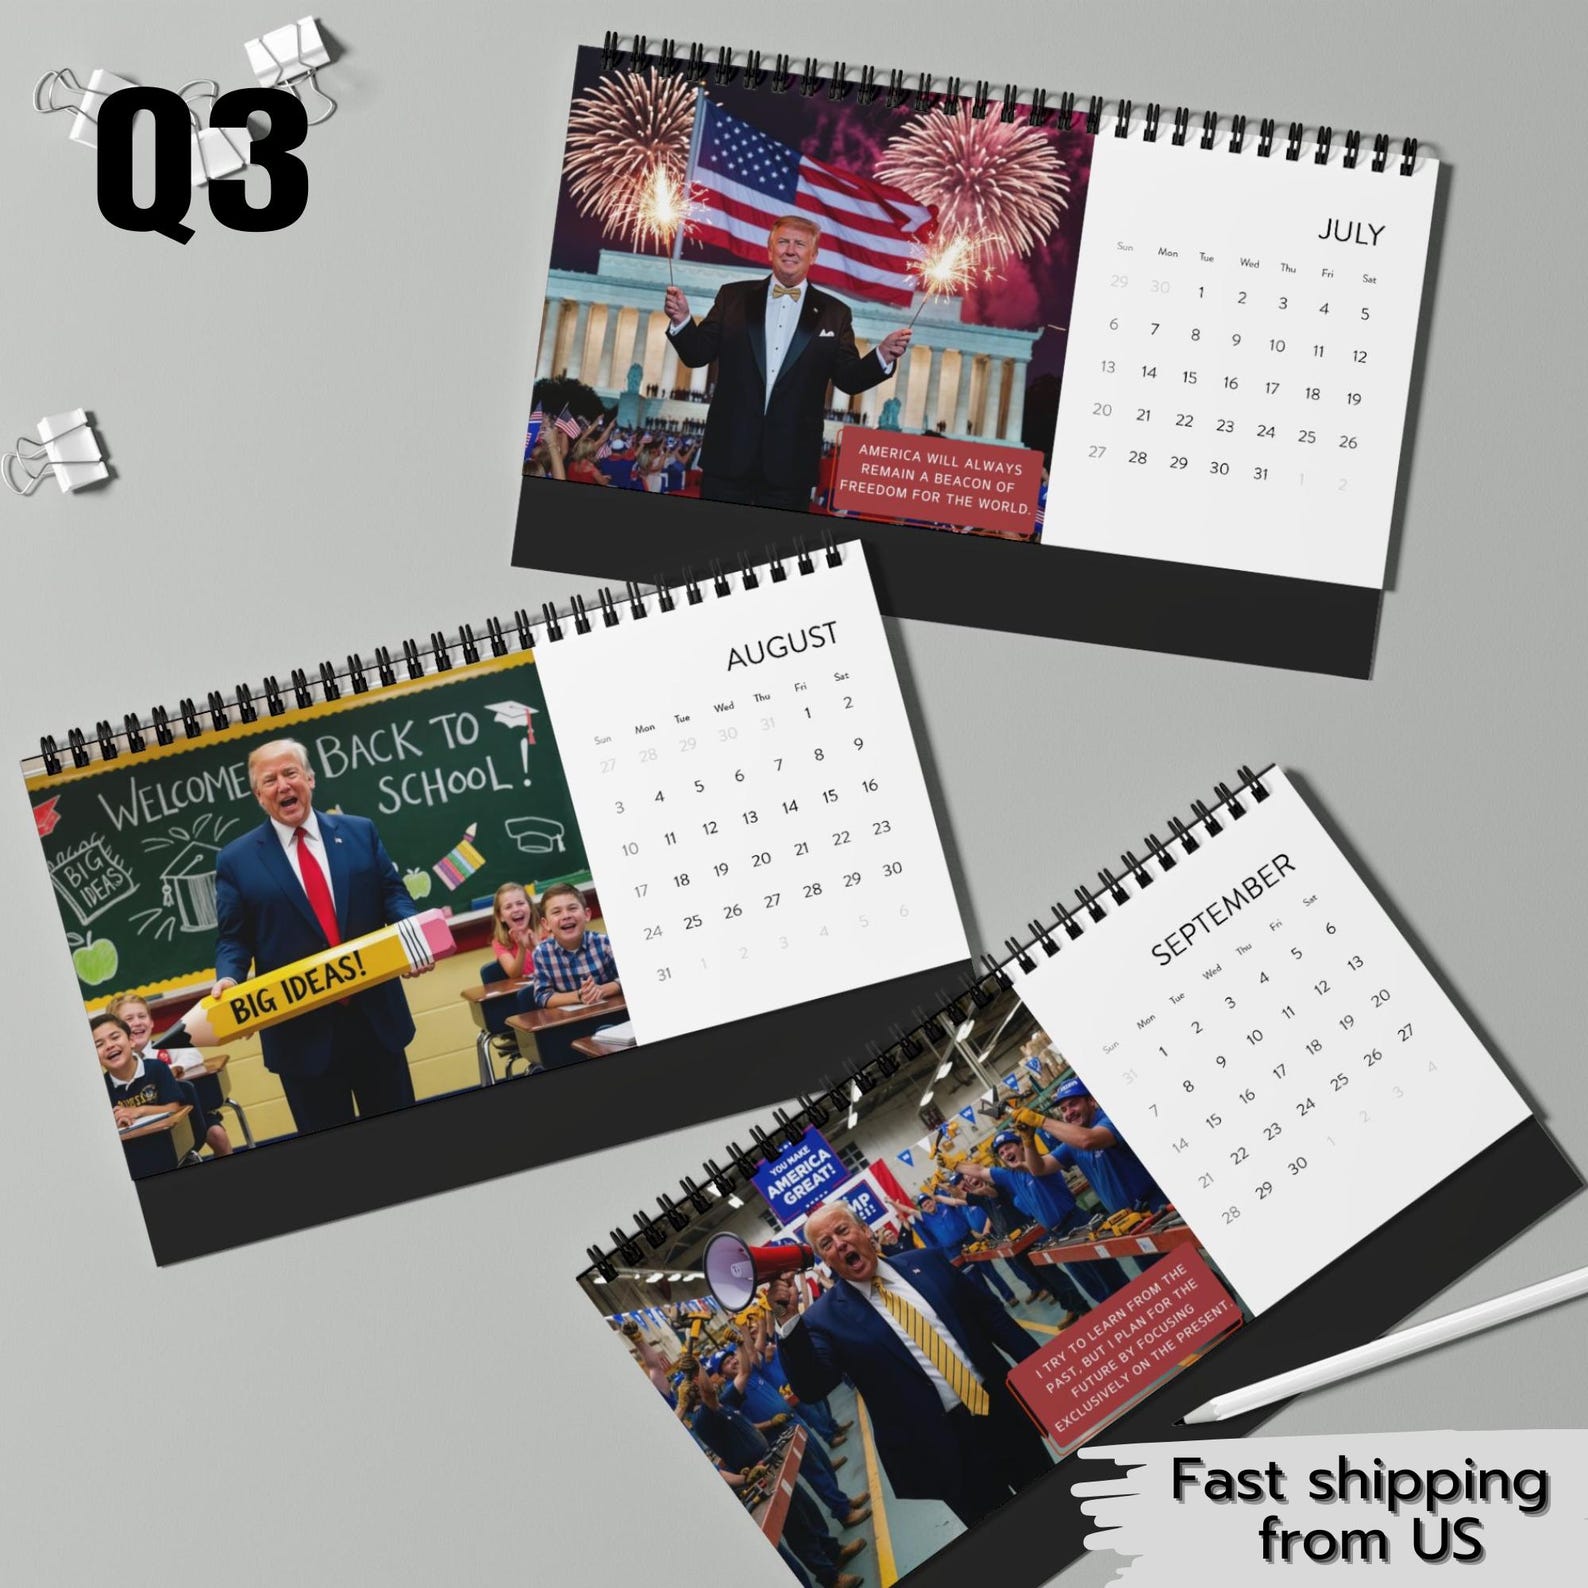 Q3
JULY
Sun Mon Tue Wed Thu Fri Sat
29 30 1 2 3 4 5
6 7 8 9 10 11 12
13 14 15 16 17 18 19
20 21 22 23 24 25 26
27 28 29 30 31 1 2
AMERICA WILL ALWAYS
REMAIN A BEACON OF
FREEDOM FOR THE WORLD.
AUGUST
Sun Mon Tue Wed Thu Fri Sat
27 28 29 30 31 1 2
3 4 5 6 7 8 9
10 11 12 13 14 15 16
17 18 19 20 21 22 23
24 25 26 27 28 29 30
31 1 2 3 4 5 6
WELCOME BACK TO
SCHOOL!
BIG
IDEAS
BIG IDEAS!
SEPTEMBER
Sun Mon Tue Wed Thu Fri Sat
31 1 2 3 4 5 6
7 8 9 10 11 12 13
14 15 16 17 18 19 20
21 22 23 24 25 26 27
28 29 30 1 2 3 4
YOU MAKE
AMERICA
GREAT!
I TRY TO LEARN FROM THE
PAST, BUT I PLAN FOR THE
FUTURE BY FOCUSING
EXCLUSIVELY ON THE PRESENT.
Fast shipping
from US